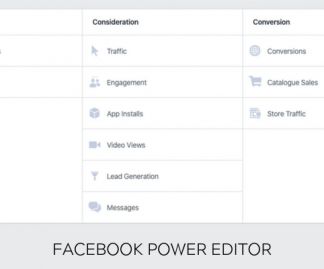 Consideration
Conversion
Traffic
Conversions
Engagement
Catalogue Sales
App Installs
Store Traffic
Video Views
Lead Generation
Messages
FACEBOOK POWER EDITOR